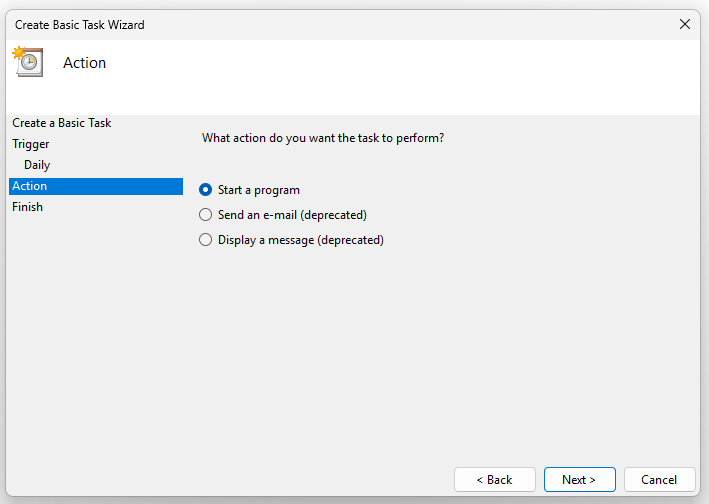 Create Basic Task Wizard
Action
Create a Basic Task
Trigger
Daily
Action
Finish
What action do you want the task to perform?
Start a program
Send an e-mail (deprecated)
Display a message (deprecated)
< Back
Next >
Cancel